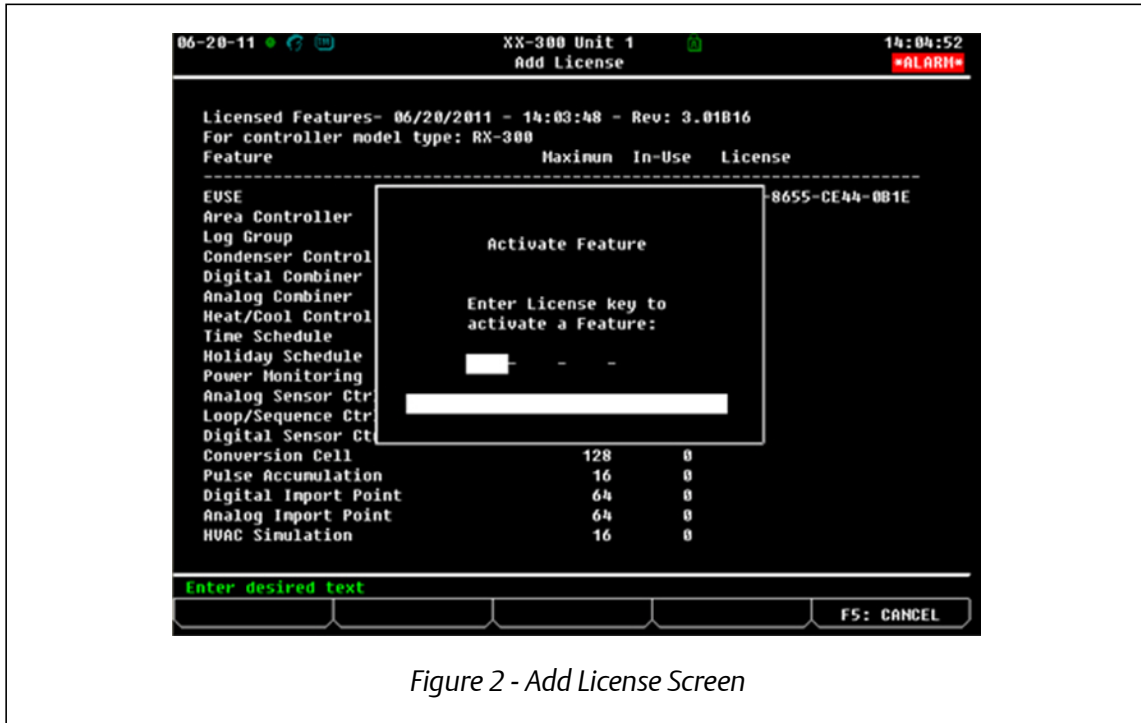 06-20-11 XX-300 Unit 1 14:04:52
Add License *ALARM*
Licensed Features- 06/20/2011 - 14:03:48 - Rev: 3.01B16
For controller model type: RX-300
Feature Maximum In-Use License
EVSE -8655-CE44-0B1E
Area Controller
Log Group
Condenser Control
Digital Combiner
Analog Combiner
Heat/Cool Control
Time Schedule
Holiday Schedule
Power Monitoring
Analog Sensor Ctr
Loop/Sequence Ctr
Digital Sensor Ct
Activate Feature
Enter License key to
activate a Feature:
- - -
Conversion Cell 128 0
Pulse Accumulation 16 0
Digital Import Point 64 0
Analog Import Point 64 0
HVAC Simulation 16 0
Enter desired text
F5: CANCEL
Figure 2 - Add License Screen